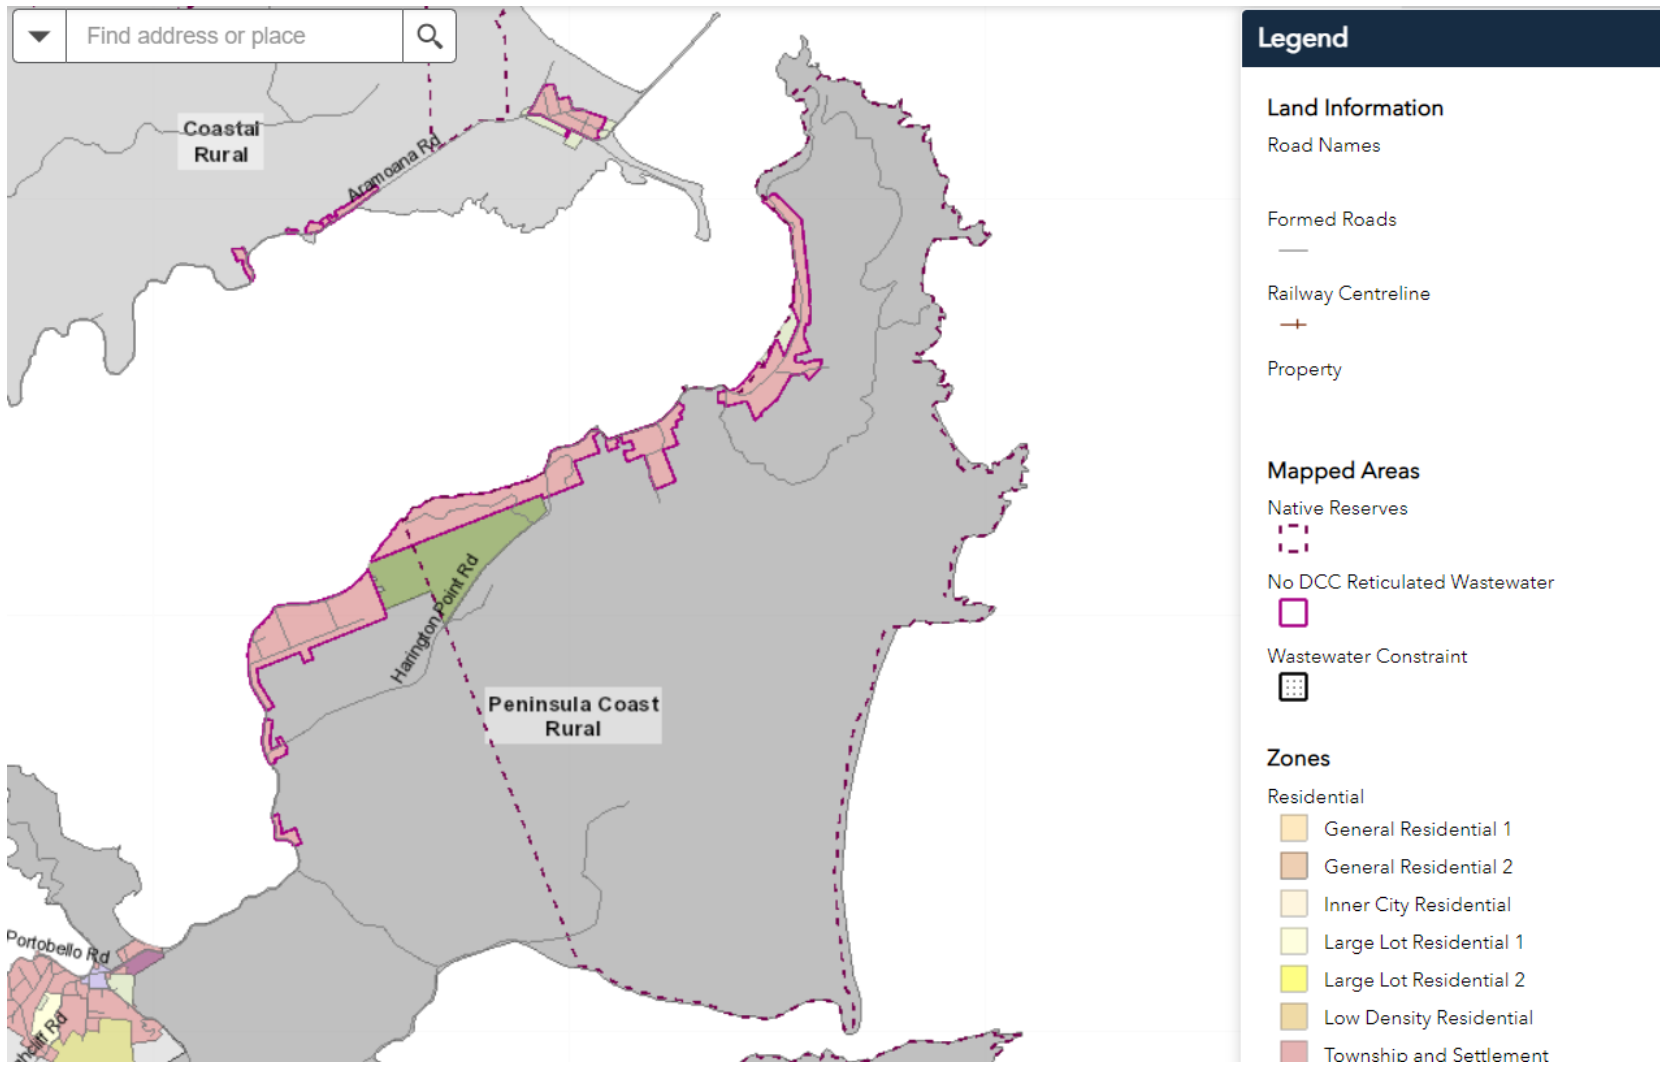 Find address or place
Coastal
Rural
Aramoana Rd
Harington Point Rd
Peninsula Coast
Rural
Portobello Rd
Legend
Land Information
Road Names
Formed Roads
Railway Centreline
Property
Mapped Areas
Native Reserves
No DCC Reticulated Wastewater
Wastewater Constraint
Zones
Residential
General Residential 1
General Residential 2
Inner City Residential
Large Lot Residential 1
Large Lot Residential 2
Low Density Residential
Township and Settlement